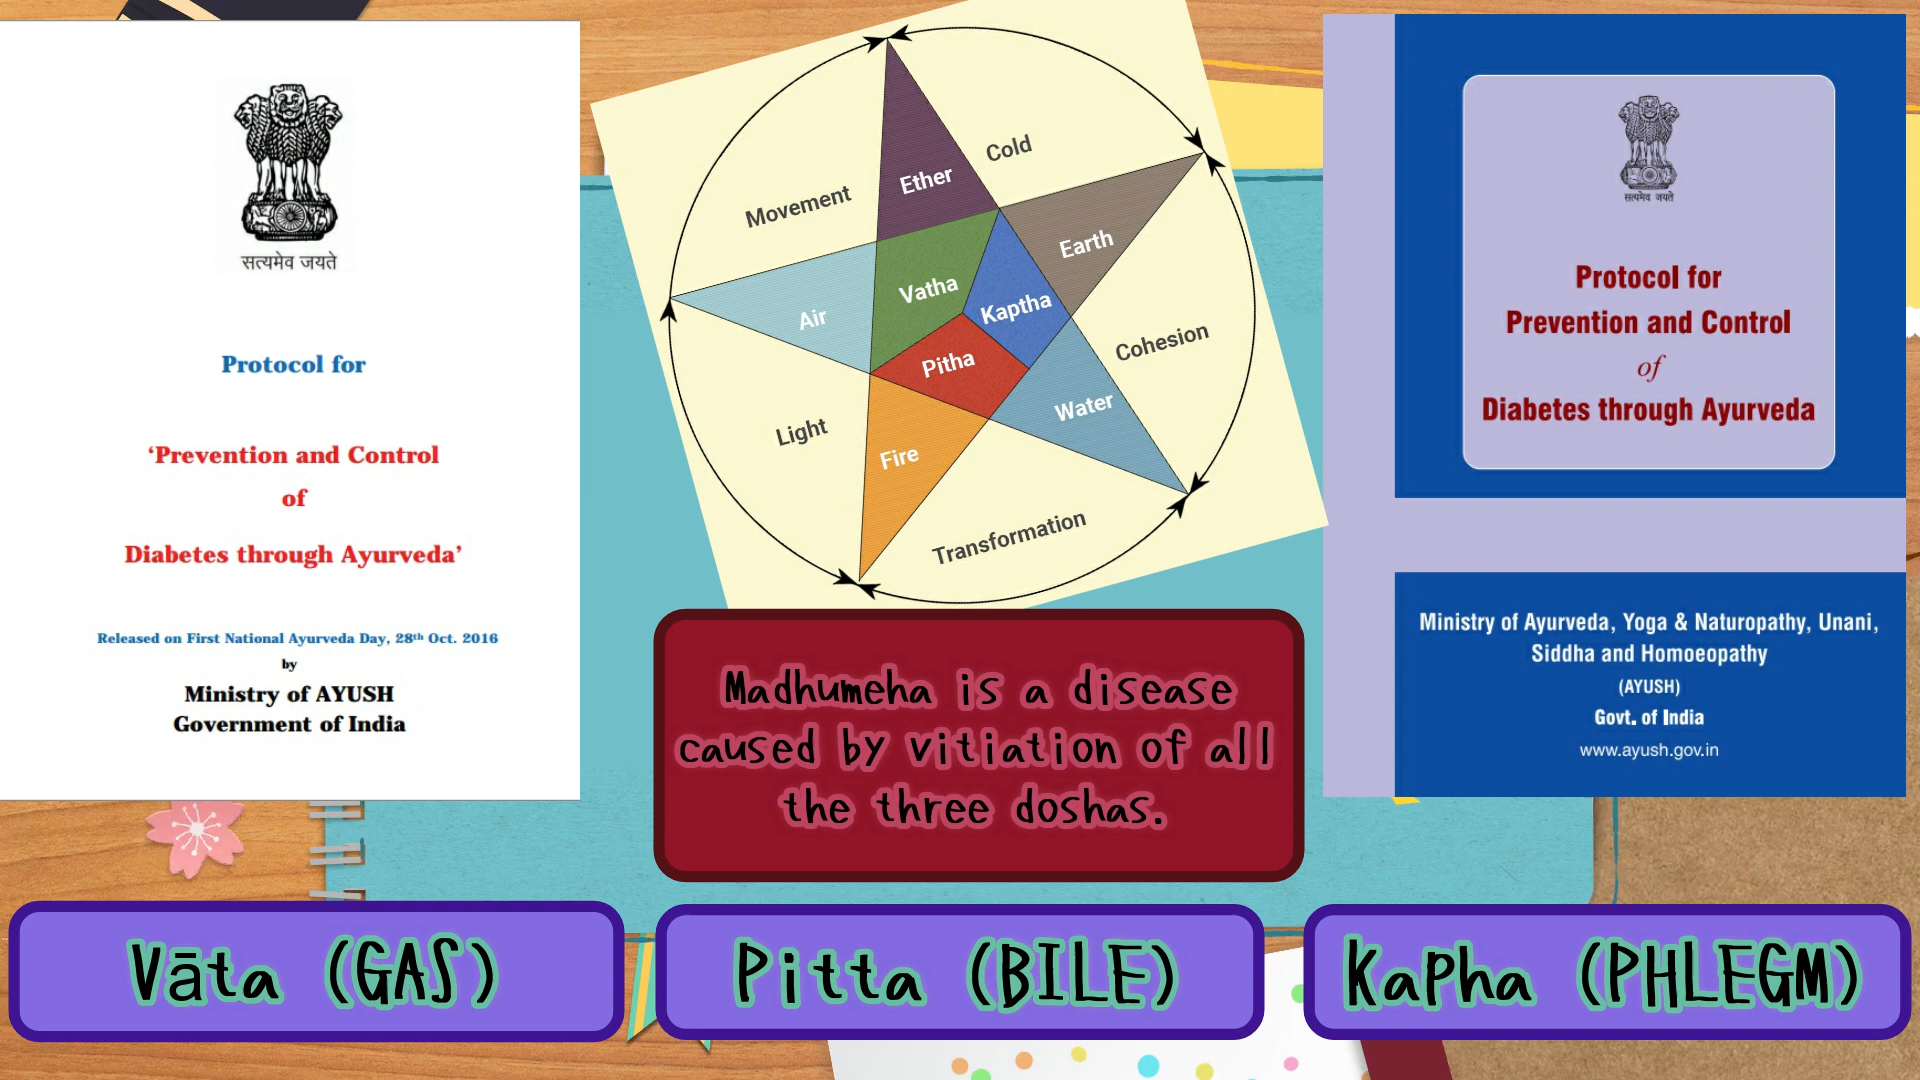 सत्यमेव जयते
Protocol for
‘Prevention and Control
of
Diabetes through Ayurveda’
Released on First National Ayurveda Day, 28th Oct. 2016
by
Ministry of AYUSH
Government of India
Ether
Cold
Movement
Earth
Vatha
Kaptha
Air
Cohesion
Pitha
Water
Light
Fire
Transformation
सत्यमेव जयते
Protocol for
Prevention and Control
of
Diabetes through Ayurveda
Ministry of Ayurveda, Yoga & Naturopathy, Unani,
Siddha and Homoeopathy
(AYUSH)
Govt. of India
www.ayush.gov.in
Madhumeha is a disease
caused by vitiation of all
the three doshas.
Vāta (GAS)
Pitta (BILE)
KaPha (PHLEGM)